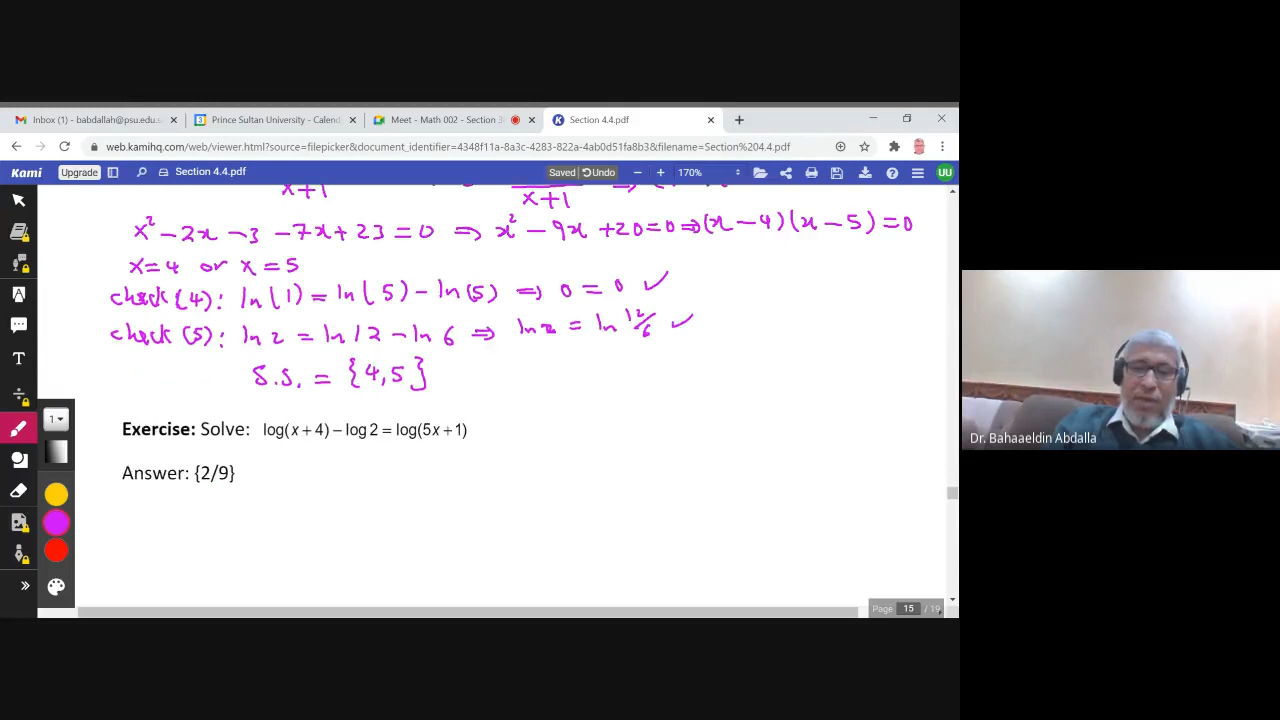 Inbox (1) - babdallah@psu.edu.s
Prince Sultan University - Calend
Meet - Math 002 - Section 3
Section 4.4.pdf
web.kamihq.com/web/viewer.html?source=filepicker&document_identifier=4348f11a-8a3c-4283-822a-4ab0d51fa8b3&filename=Section%204.4.pdf
Kami Upgrade Section 4.4.pdf Saved Undo 170% UU
x+1
x+1
x² - 2x - 3 - 7x + 23 = 0 ⇒ x² - 9x + 20 = 0 ⇒ (x - 4)(x - 5) = 0
x = 4 or x = 5
check (4): ln(1) = ln(5) - ln(5) ⇒ 0 = 0 ✓
check (5): ln 2 = ln 12 - ln 6 ⇒ ln 2 = ln 12/6 ✓
S.S. = {4,5}
Exercise: Solve: log(x + 4) − log 2 = log(5x + 1)
Answer: {2/9}
1
Page 15 / 19
Dr. Bahaaeldin Abdalla